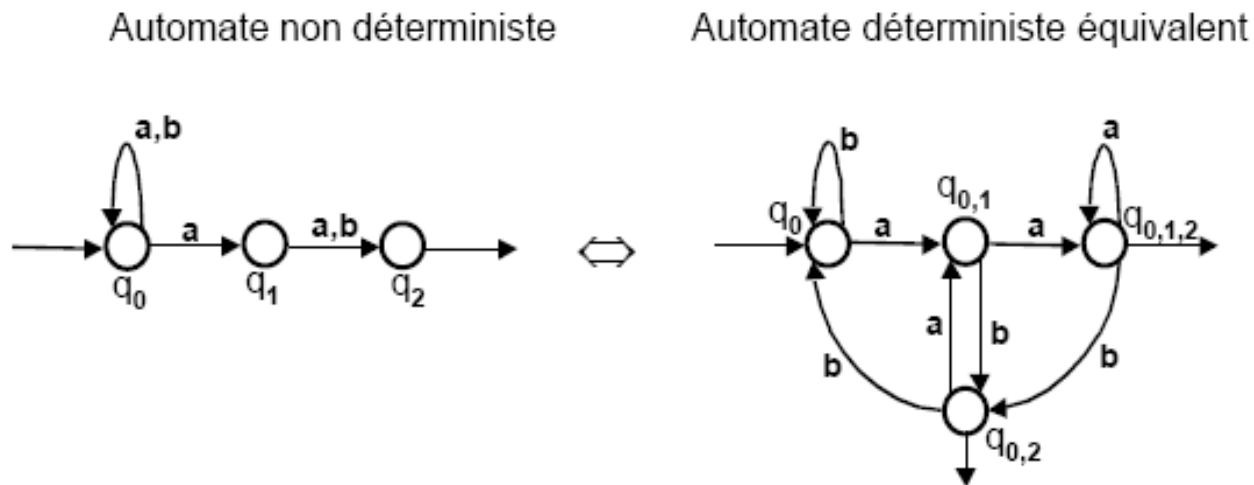 Automate non déterministe
Automate déterministe équivalent
a,b
a
a,b
q0
q1
q2
b
a
q0
q0,1
a
a
q0,1,2
b
a
b
b
q0,2